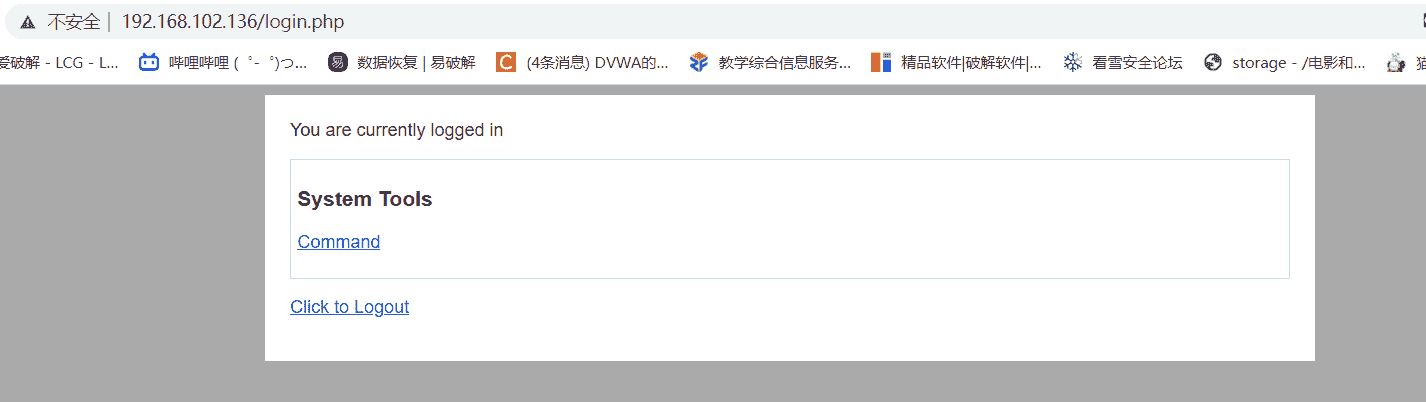 不安全 | 192.168.102.136/login.php
爱破解 - LCG - L... 哔哩哔哩 ( ゜- ゜)つ... 易 数据恢复 | 易破解 C (4条消息) DVWA的... 教学综合信息服务... 精品软件|破解软件|... 看雪安全论坛 storage - /电影和... 猫
You are currently logged in
System Tools
Command
Click to Logout